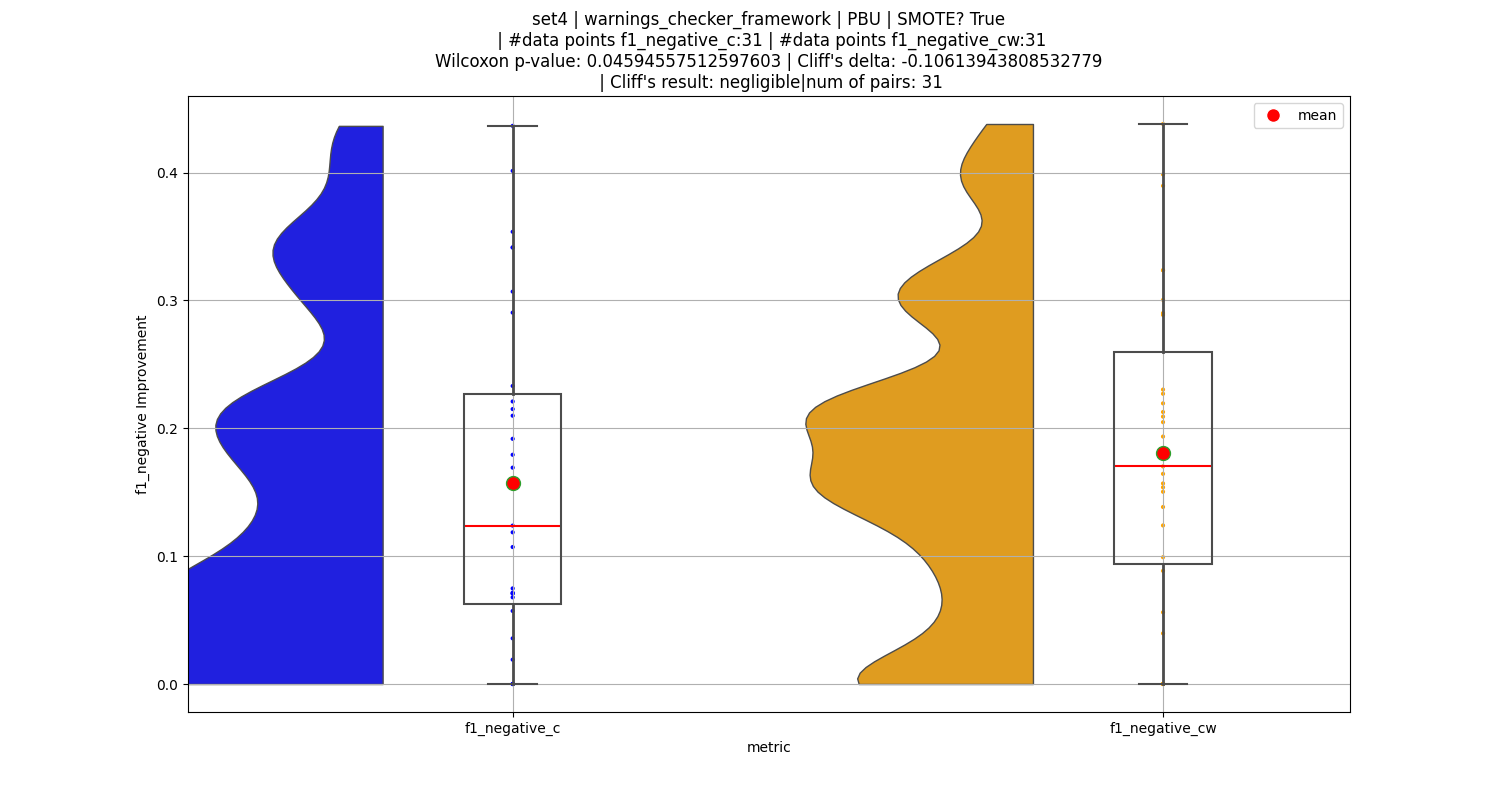 set4 | warnings_checker_framework | PBU | SMOTE? True
| #data points f1_negative_c:31 | #data points f1_negative_cw:31
Wilcoxon p-value: 0.04594557512597603 | Cliff's delta: -0.10613943808532779
| Cliff's result: negligible|num of pairs: 31
mean
0.4
0.3
0.2
0.1
0.0
f1_negative Improvement
f1_negative_c
f1_negative_cw
metric